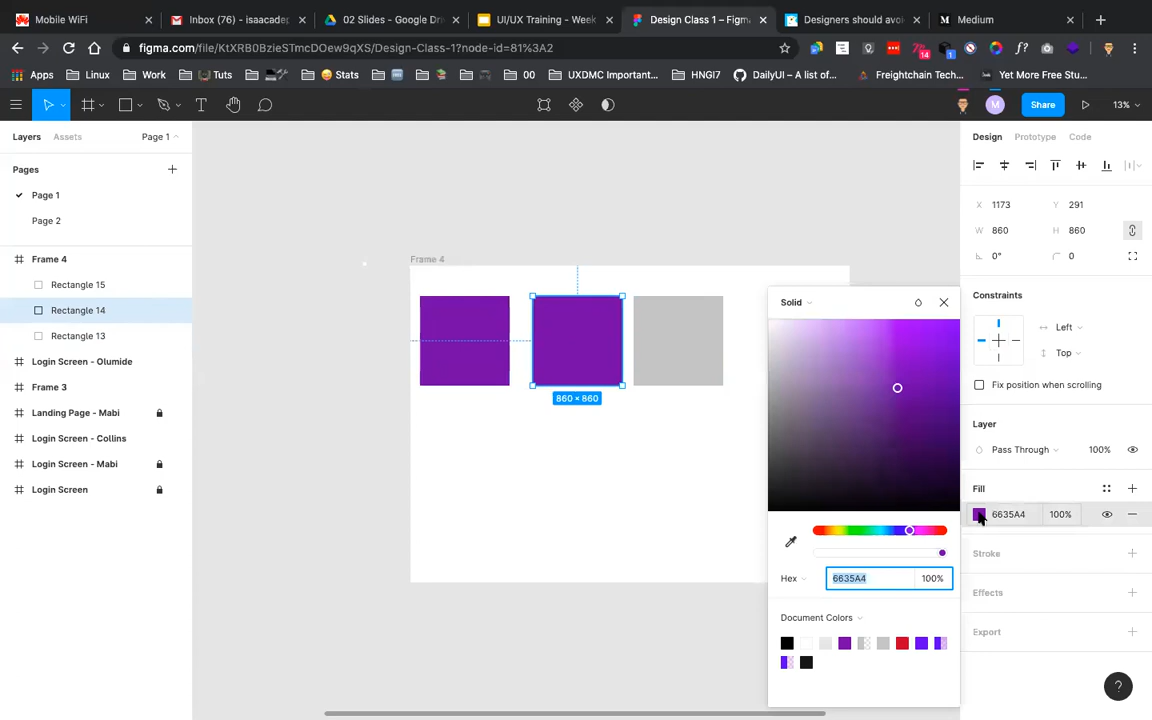 Mobile WiFi
Inbox (76) - isaacadep
02 Slides - Google Dri
UI/UX Training - Week
Design Class 1 – Figm
Designers should avoi
Medium
figma.com/file/KtXRB0BzieSTmcDOew9qXS/Design-Class-1?node-id=81%3A2
14
1
f?
Apps
Linux
Work
Tuts
Stats
00
UXDMC Important...
HNGI7
DailyUI – A list of...
Freightchain Tech...
Yet More Free Stu...
M
Share
13%
Layers
Assets
Page 1
Pages
Page 1
Page 2
Frame 4
Rectangle 15
Rectangle 14
Rectangle 13
Login Screen - Olumide
Frame 3
Landing Page - Mabi
Login Screen - Collins
Login Screen - Mabi
Login Screen
Frame 4
860 × 860
Solid
Hex
6635A4
100%
Document Colors
Design
Prototype
Code
X 1173
Y 291
W 860
H 860
0°
0
Constraints
Left
Top
Fix position when scrolling
Layer
Pass Through
100%
Fill
6635A4
100%
Stroke
Effects
Export
?